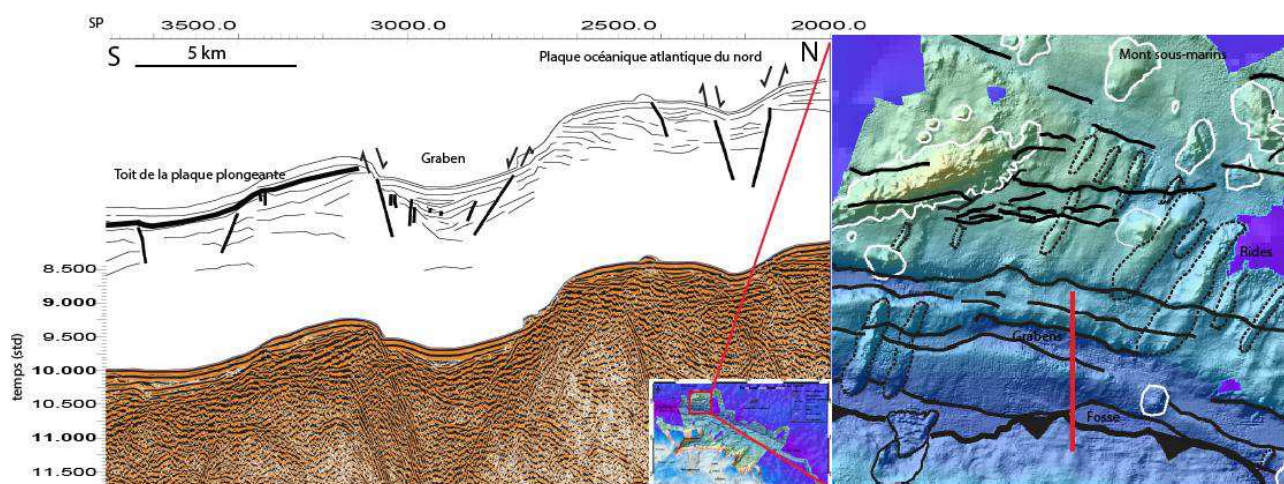 SP
3500.0 3000.0 2500.0 2000.0
S
N
5 km
Plaque océanique atlantique du nord
Mont sous-marins
Toit de la plaque plongeante
Graben
Rides
Grabens
Fosse
temps (std)
8.500
9.000
9.500
10.000
10.500
11.000
11.500